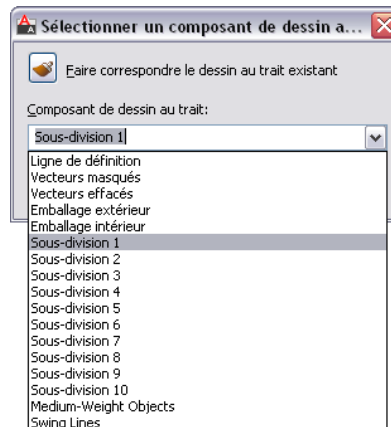 Sélectionner un composant de dessin a...
Faire correspondre le dessin au trait existant
Composant de dessin au trait:
Sous-division 1
Ligne de définition
Vecteurs masqués
Vecteurs effacés
Emballage extérieur
Emballage intérieur
Sous-division 1
Sous-division 2
Sous-division 3
Sous-division 4
Sous-division 5
Sous-division 6
Sous-division 7
Sous-division 8
Sous-division 9
Sous-division 10
Medium-Weight Objects
Swing Lines